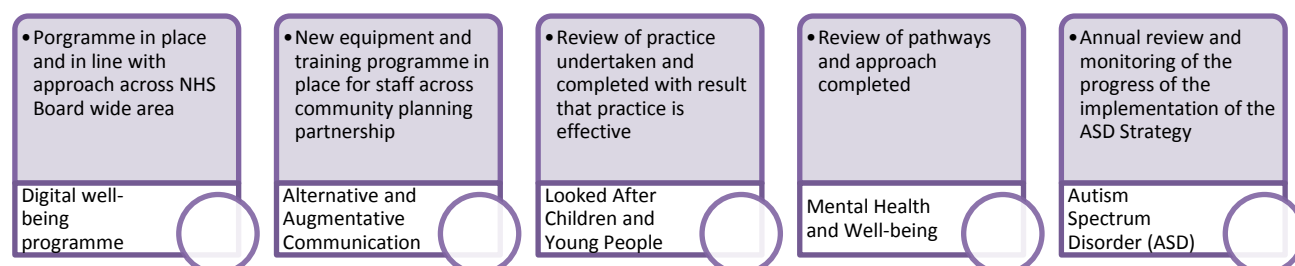 •Porgramme in place
and in line with
approach across NHS
Board wide area
Digital well-
being
programme
•New equipment and
training programme in
place for staff across
community planning
partnership
Alternative and
Augmentative
Communication
•Review of practice
undertaken and
completed with result
that practice is
effective
Looked After
Children and
Young People
•Review of pathways
and approach
completed
Mental Health
and Well-being
•Annual review and
monitoring of the
progress of the
implementation of the
ASD Strategy
Autism
Spectrum
Disorder (ASD)